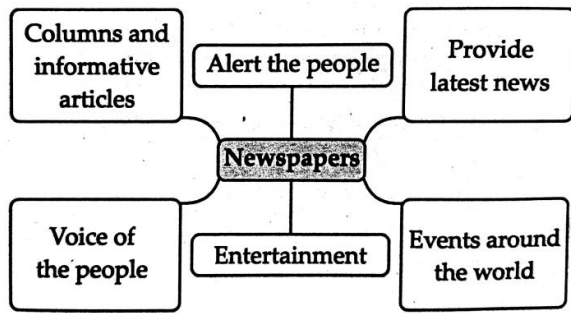 Columns and
informative
articles
Alert the people
Provide
latest news
Newspapers
Voice of
the people
Entertainment
Events around
the world